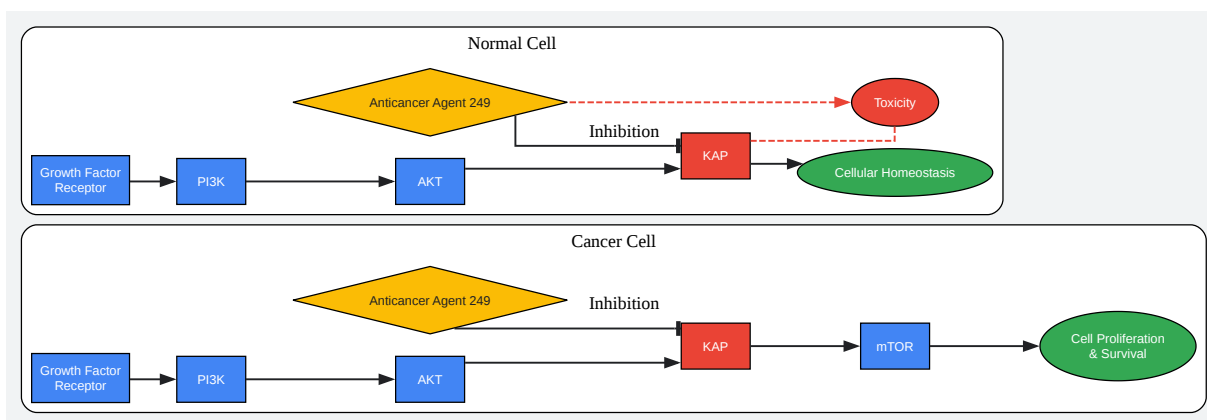 Normal Cell
Anticancer Agent 249
Toxicity
Inhibition
KAP
Growth Factor
Receptor
PI3K
AKT
Cellular Homeostasis
Cancer Cell
Anticancer Agent 249
Inhibition
KAP
mTOR
Cell Proliferation
& Survival
Growth Factor
Receptor
PI3K
AKT